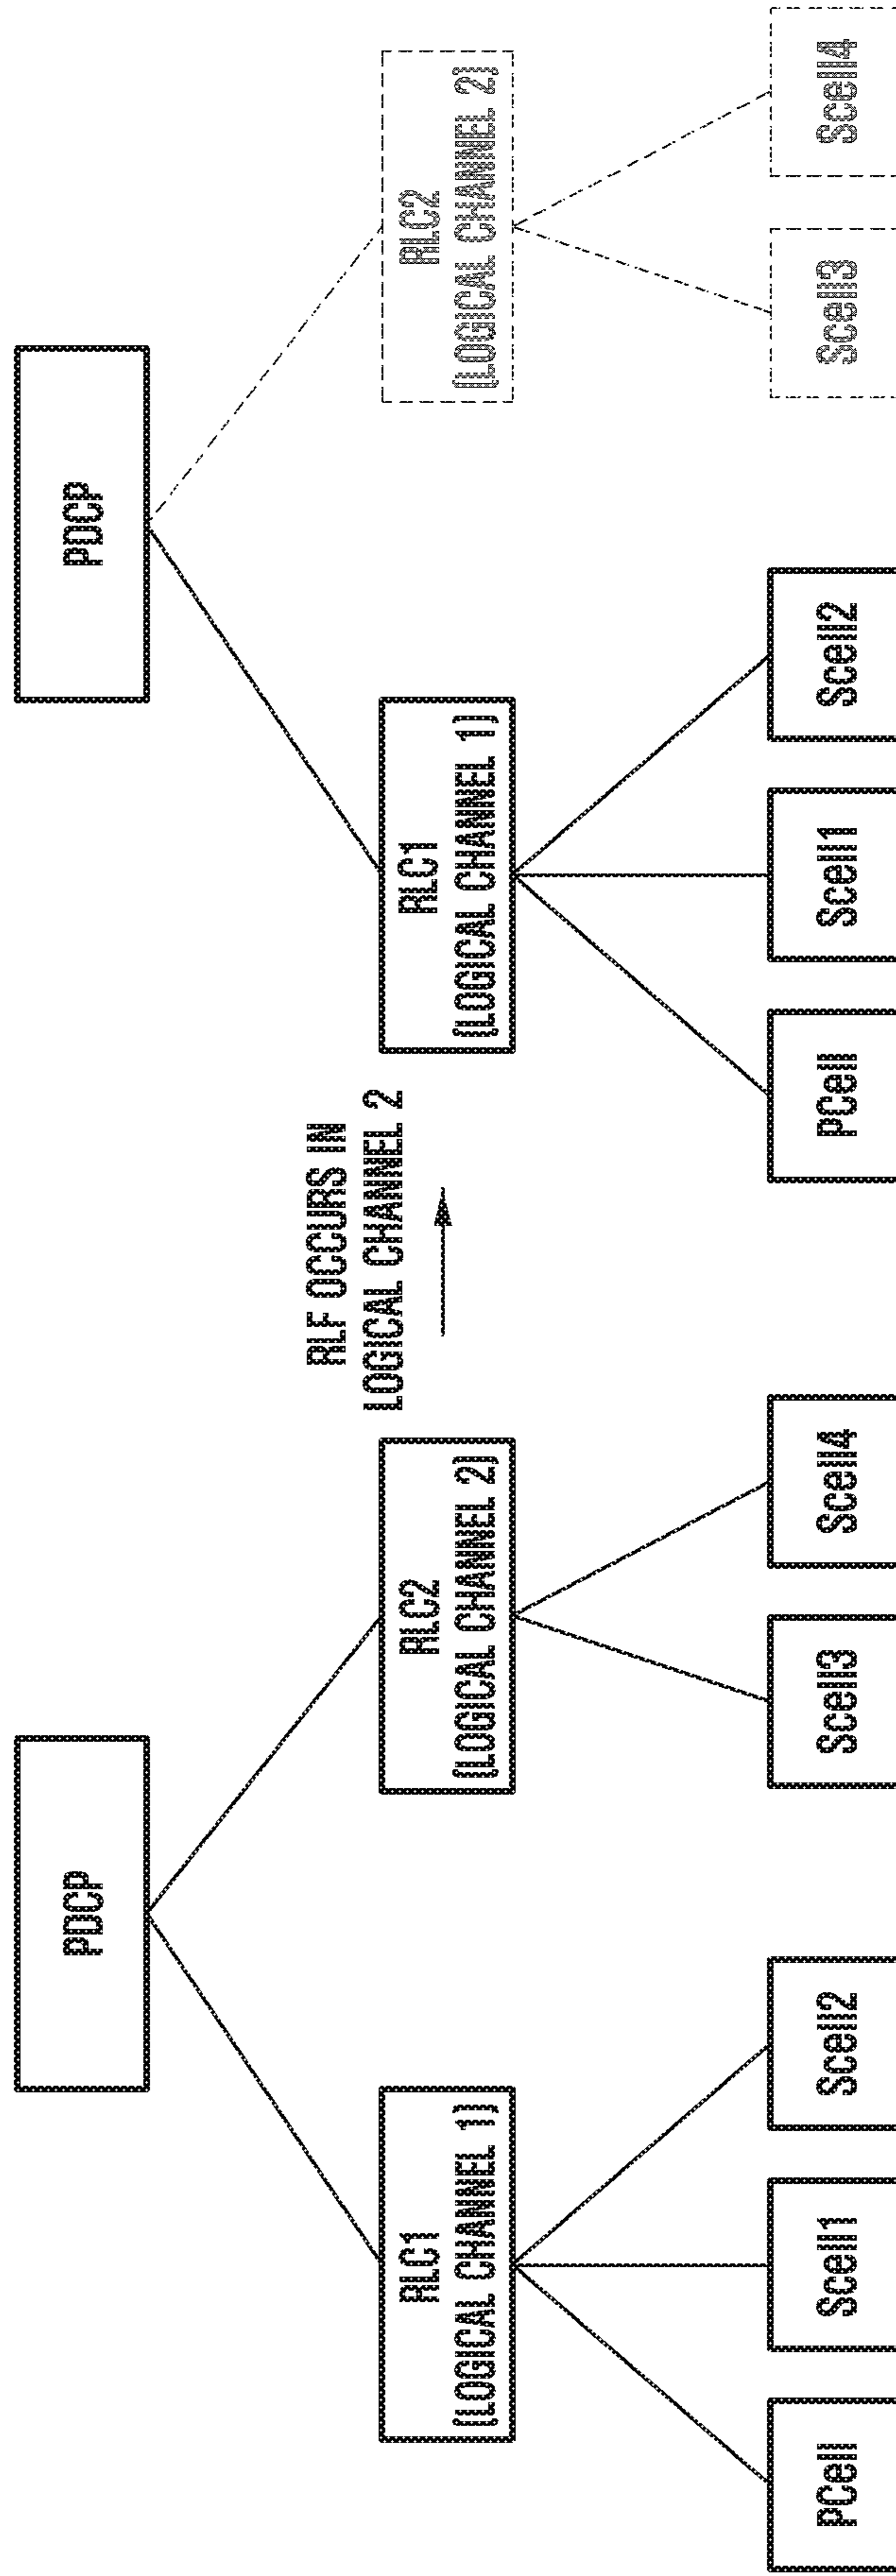 PDCP
RLC1
(LOGICAL CHANNEL 1)
RLC2
(LOGICAL CHANNEL 2)
PCell
Scell1
Scell2
Scell3
Scell4
RLF OCCURS IN
LOGICAL CHANNEL 2
PDCP
RLC1
(LOGICAL CHANNEL 1)
RLC2
(LOGICAL CHANNEL 2)
PCell
Scell1
Scell2
Scell3
Scell4